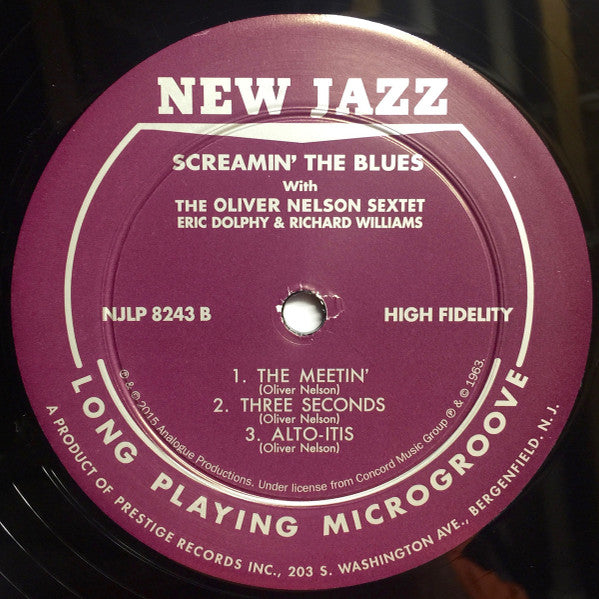 NEW JAZZ
SCREAMIN' THE BLUES
With
THE OLIVER NELSON SEXTET
ERIC DOLPHY & RICHARD WILLIAMS
NJLP 8243 B
HIGH FIDELITY
1. THE MEETIN'
(Oliver Nelson)
2. THREE SECONDS
(Oliver Nelson)
3. ALTO-ITIS
(Oliver Nelson)
℗ & © 2015 Analogue Productions. Under license from Concord Music Group ℗ & © 1963.
LONG PLAYING MICROGROOVE
A PRODUCT OF PRESTIGE RECORDS INC., 203 S. WASHINGTON AVE., BERGENFIELD, N. J.